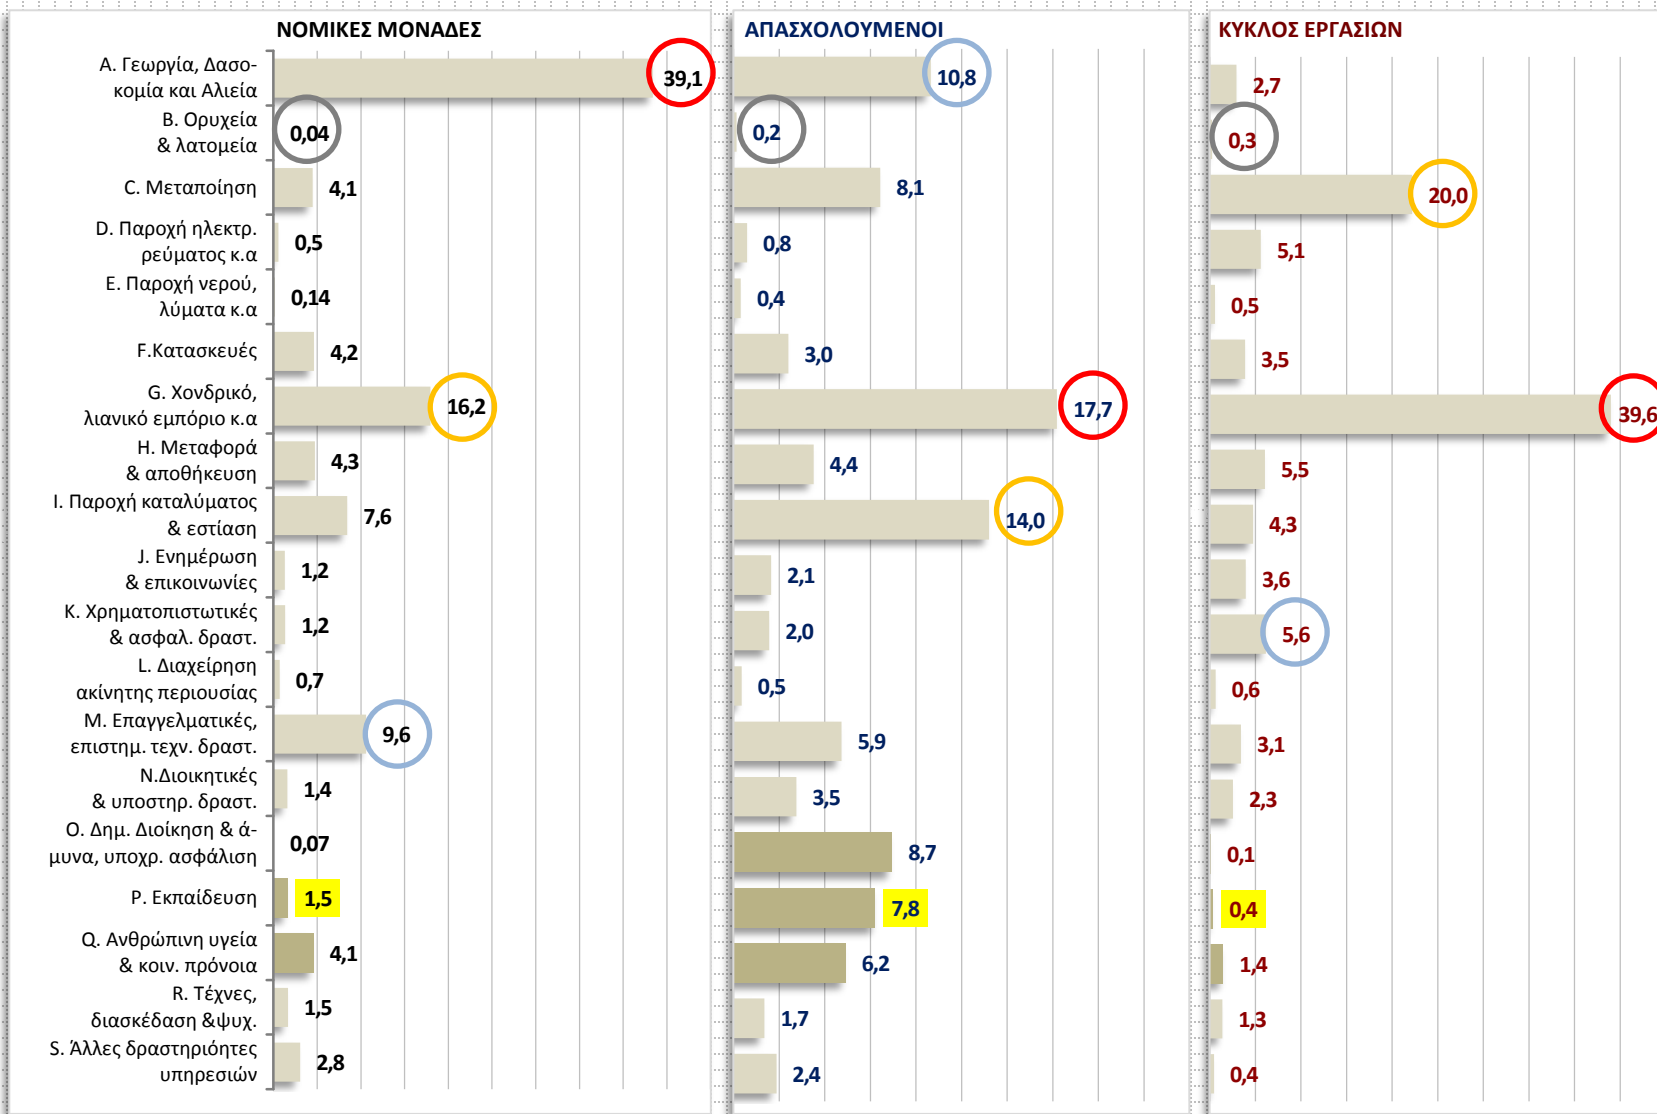 ΝΟΜΙΚΕΣ ΜΟΝΑΔΕΣ
Α. Γεωργία, Δασο-
κομία και Αλιεία
39,1
Β. Ορυχεία
& λατομεία
0,04
C. Μεταποίηση
4,1
D. Παροχή ηλεκτρ.
ρεύματος κ.α
0,5
Ε. Παροχή νερού,
λύματα κ.α
0,14
F.Κατασκευές
4,2
G. Χονδρικό,
λιανικό εμπόριο κ.α
16,2
Η. Μεταφορά
& αποθήκευση
4,3
Ι. Παροχή καταλύματος
& εστίαση
7,6
J. Ενημέρωση
& επικοινωνίες
1,2
Κ. Χρηματοπιστωτικές
& ασφαλ. δραστ.
1,2
L. Διαχείρηση
ακίνητης περιουσίας
0,7
Μ. Επαγγελματικές,
επιστημ. τεχν. δραστ.
9,6
Ν.Διοικητικές
& υποστηρ. δραστ.
1,4
Ο. Δημ. Διοίκηση & ά-
μυνα, υποχρ. ασφάλιση
0,07
P. Εκπαίδευση
1,5
Q. Ανθρώπινη υγεία
& κοιν. πρόνοια
4,1
R. Τέχνες,
διασκέδαση &ψυχ.
1,5
S. Άλλες δραστηριόητες
υπηρεσιών
2,8
ΑΠΑΣΧΟΛΟΥΜΕΝΟΙ
10,8
0,2
8,1
0,8
0,4
3,0
17,7
4,4
14,0
2,1
2,0
0,5
5,9
3,5
8,7
7,8
6,2
1,7
2,4
ΚΥΚΛΟΣ ΕΡΓΑΣΙΩΝ
2,7
0,3
20,0
5,1
0,5
3,5
39,6
5,5
4,3
3,6
5,6
0,6
3,1
2,3
0,1
0,4
1,4
1,3
0,4